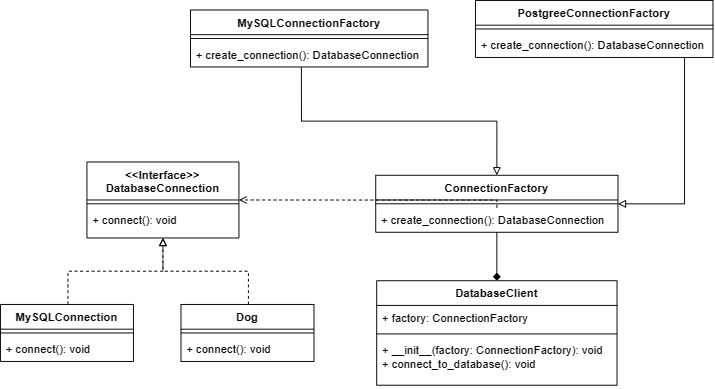 MySQLConnectionFactory
+ create_connection(): DatabaseConnection
PostgreeConnectionFactory
+ create_connection(): DatabaseConnection
<<Interface>>
DatabaseConnection
+ connect(): void
ConnectionFactory
+ create_connection(): DatabaseConnection
MySQLConnection
+ connect(): void
Dog
+ connect(): void
DatabaseClient
+ factory: ConnectionFactory
+ __init__(factory: ConnectionFactory): void
+ connect_to_database(): void